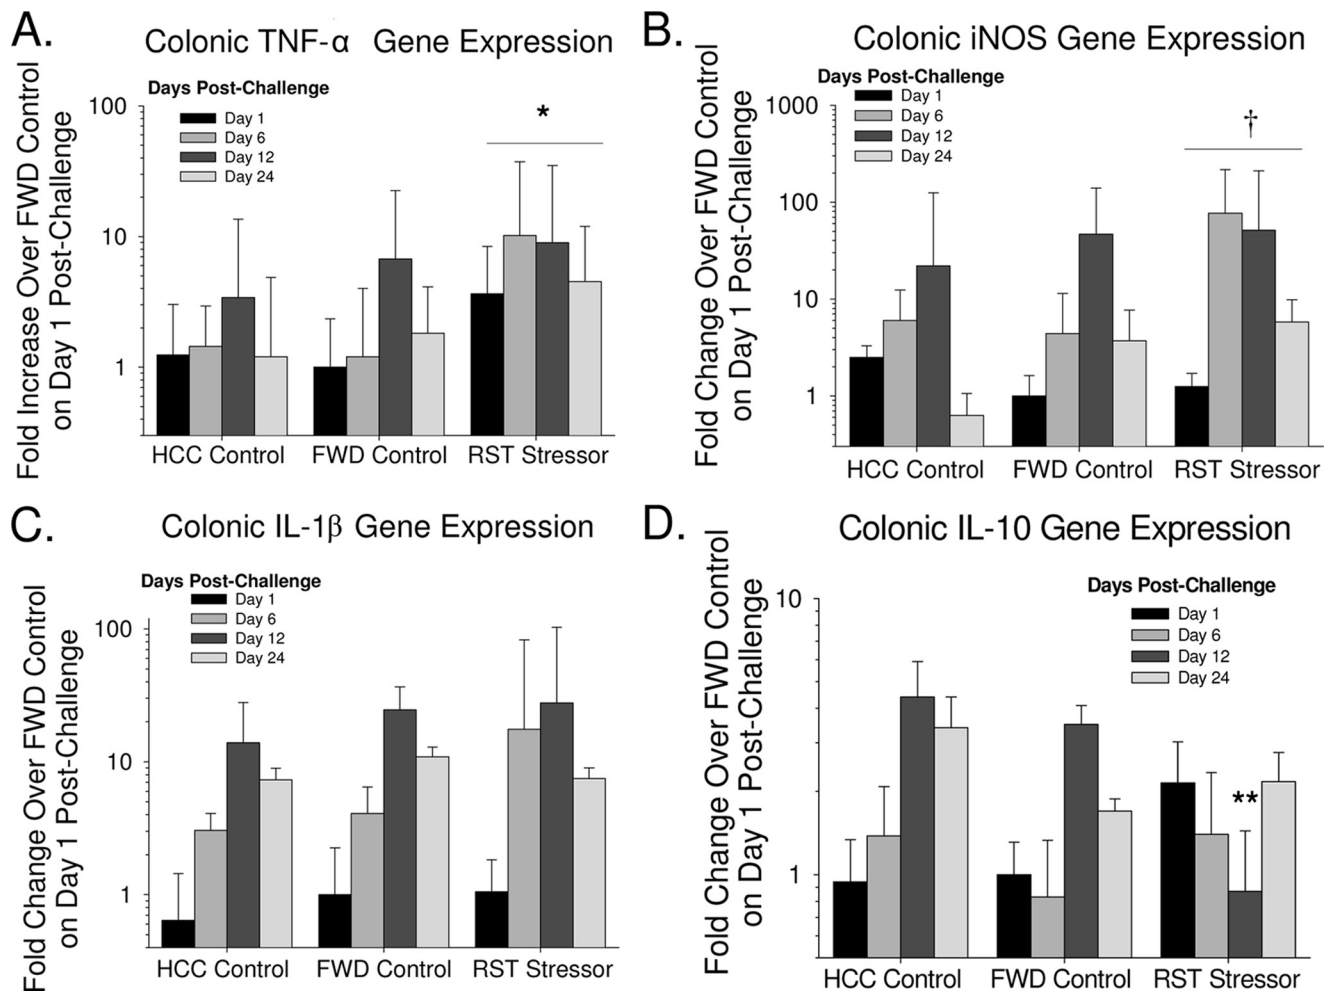 A.
Colonic TNF-α Gene Expression
Fold Increase Over FWD Control
on Day 1 Post-Challenge
Days Post-Challenge
Day 1
Day 6
Day 12
Day 24
100
10
1
*
HCC Control
FWD Control
RST Stressor
B.
Colonic iNOS Gene Expression
Fold Change Over FWD Control
on Day 1 Post-Challenge
Days Post-Challenge
Day 1
Day 6
Day 12
Day 24
1000
100
10
1
†
HCC Control
FWD Control
RST Stressor
C.
Colonic IL-1β Gene Expression
Fold Change Over FWD Control
on Day 1 Post-Challenge
Days Post-Challenge
Day 1
Day 6
Day 12
Day 24
100
10
1
HCC Control
FWD Control
RST Stressor
D.
Colonic IL-10 Gene Expression
Fold Change Over FWD Control
on Day 1 Post-Challenge
Days Post-Challenge
Day 1
Day 6
Day 12
Day 24
10
1
**
HCC Control
FWD Control
RST Stressor